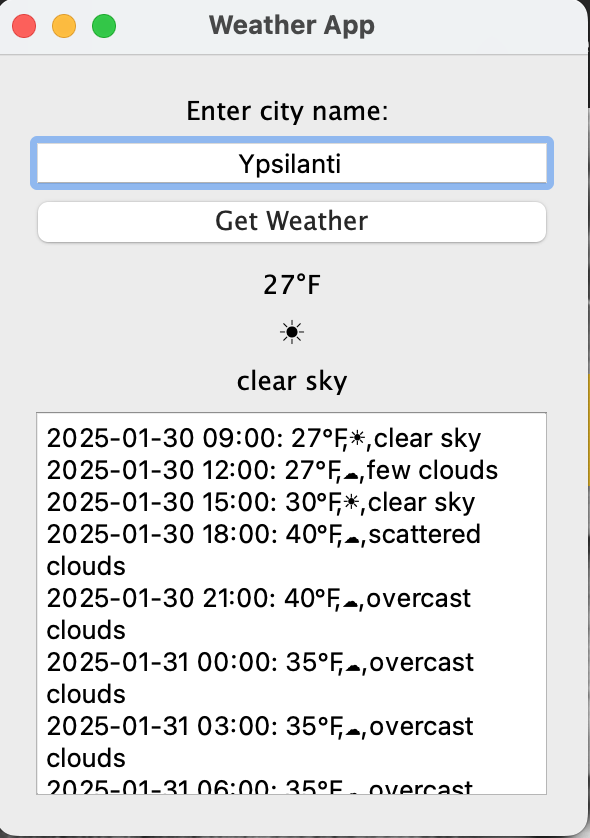 Weather App
Enter city name:
Ypsilanti
Get Weather
27°F
☀
clear sky
2025-01-30 09:00: 27°F,☀,clear sky
2025-01-30 12:00: 27°F,☁,few clouds
2025-01-30 15:00: 30°F,☀,clear sky
2025-01-30 18:00: 40°F,☁,scattered
clouds
2025-01-30 21:00: 40°F,☁,overcast
clouds
2025-01-31 00:00: 35°F,☁,overcast
clouds
2025-01-31 03:00: 35°F,☁,overcast
clouds
2025-01-31 06:00: 35°F,☁,overcast